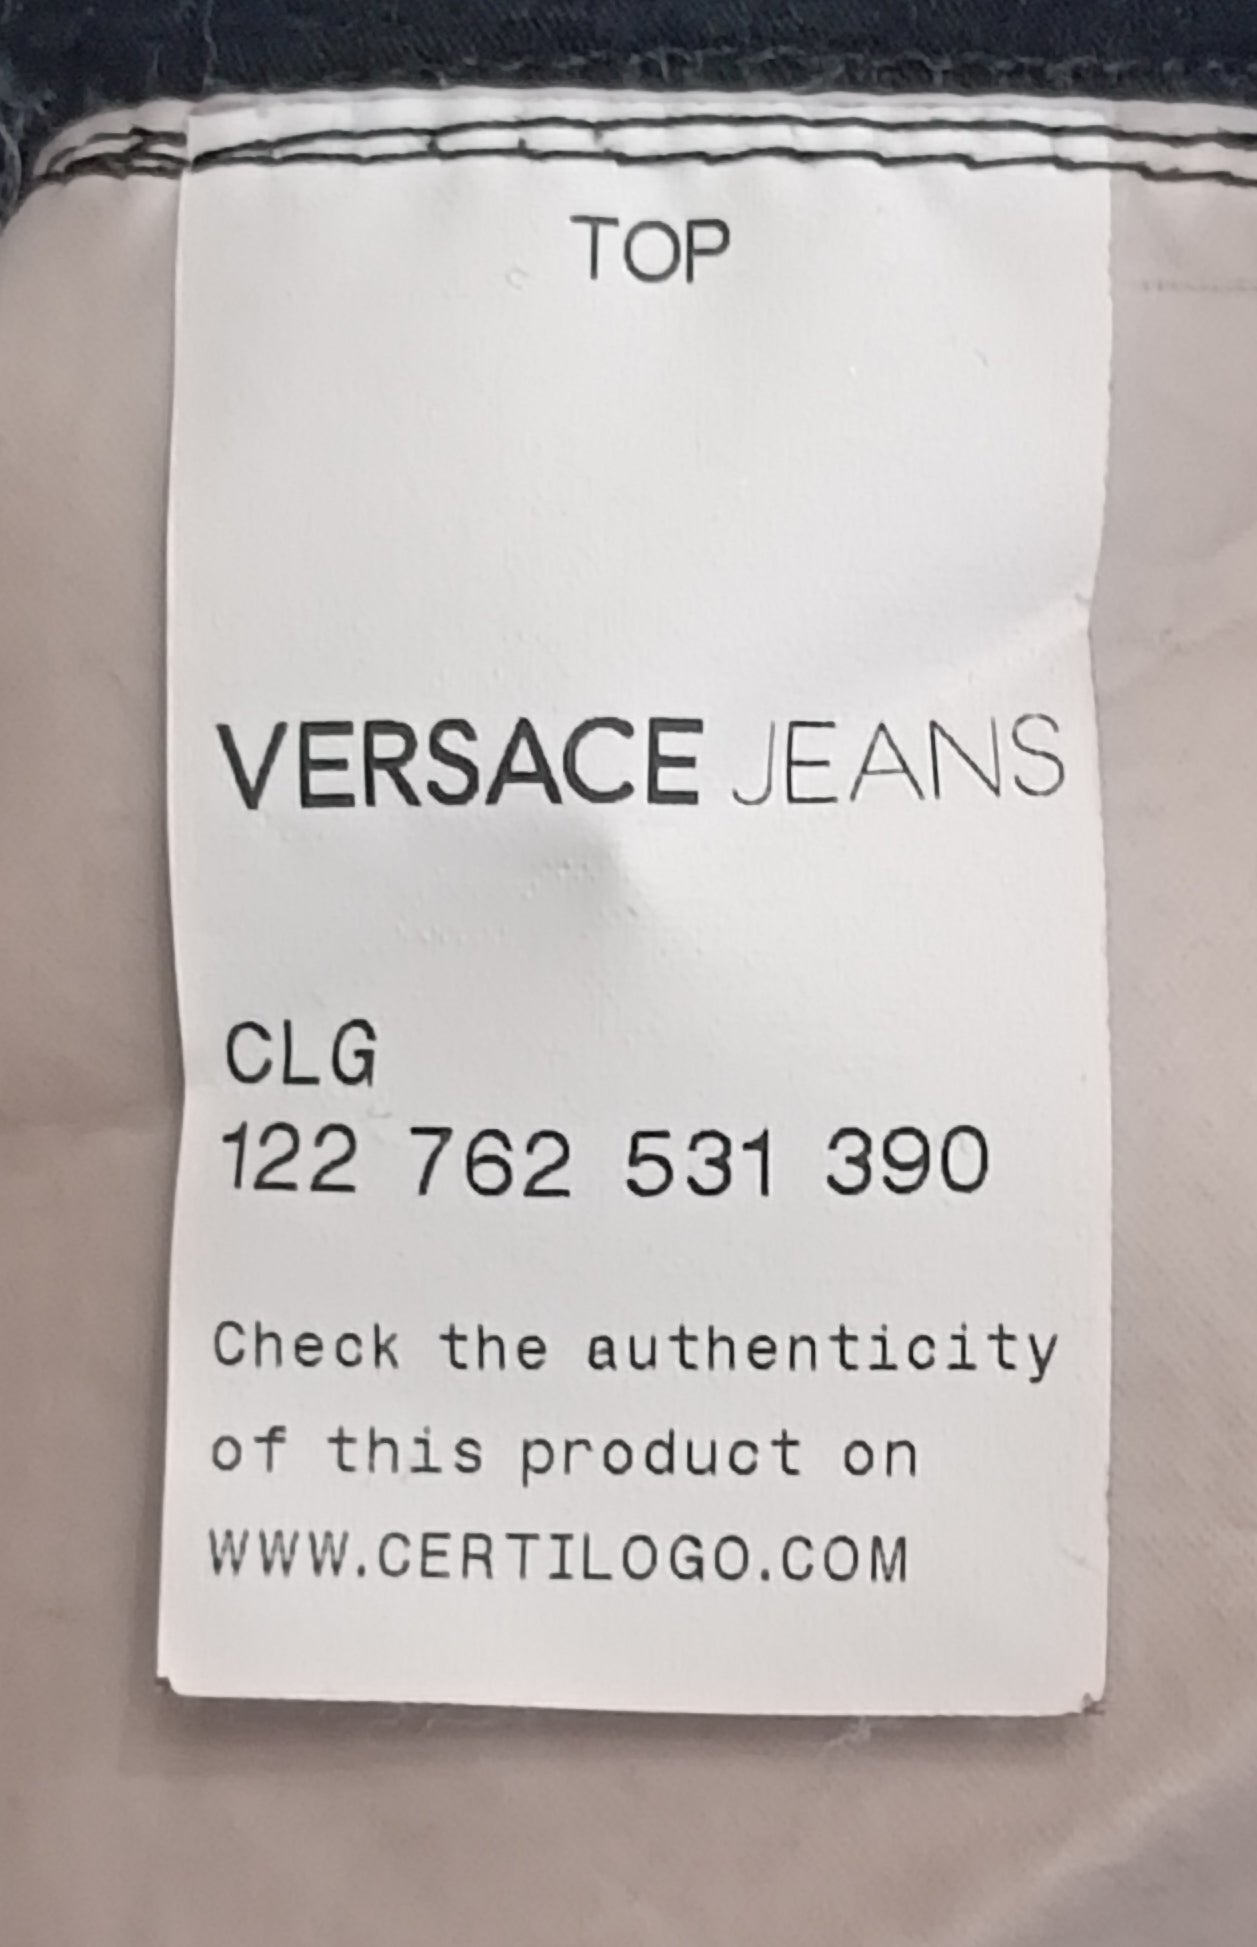 TOP
VERSACE JEANS
CLG
122 762 531 390
Check the authenticity
of this product on
WWW.CERTILOGO.COM